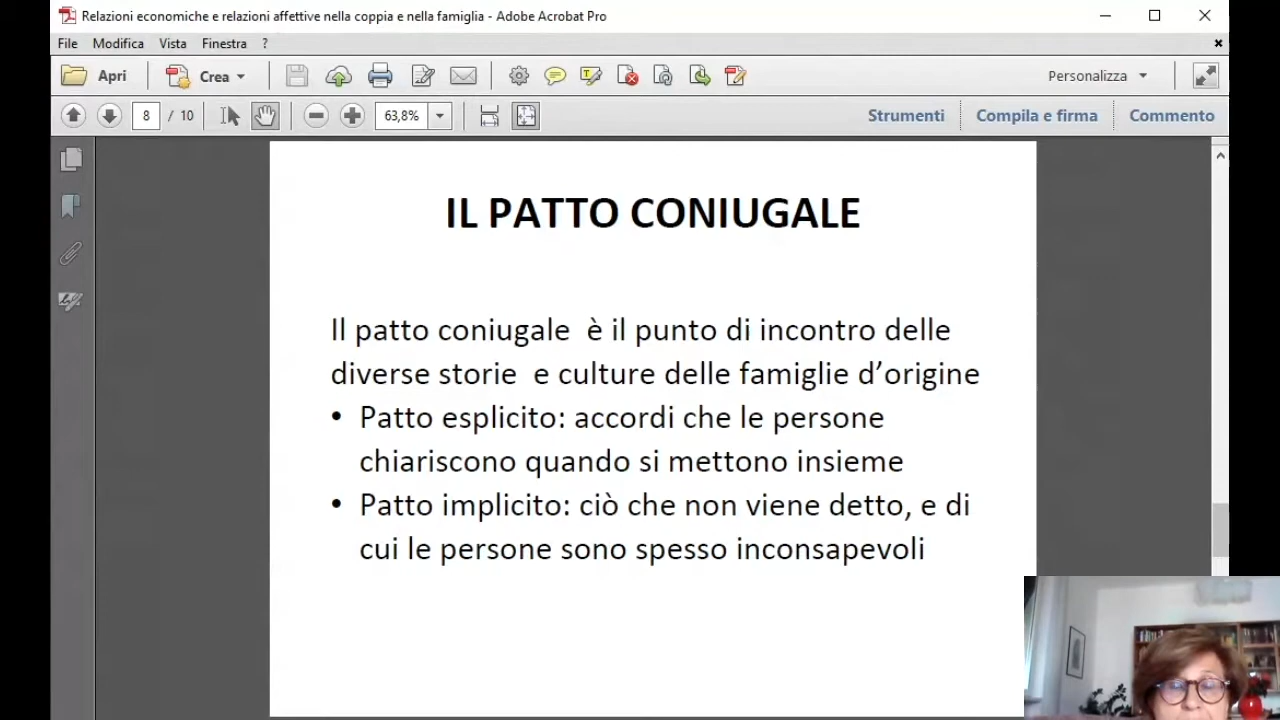 Relazioni economiche e relazioni affettive nella coppia e nella famiglia - Adobe Acrobat Pro
File Modifica Vista Finestra ?
Apri Crea Personalizza
8 / 10 63,8% Strumenti Compila e firma Commento
IL PATTO CONIUGALE
Il patto coniugale è il punto di incontro delle
diverse storie e culture delle famiglie d’origine
• Patto esplicito: accordi che le persone
chiariscono quando si mettono insieme
• Patto implicito: ciò che non viene detto, e di
cui le persone sono spesso inconsapevoli